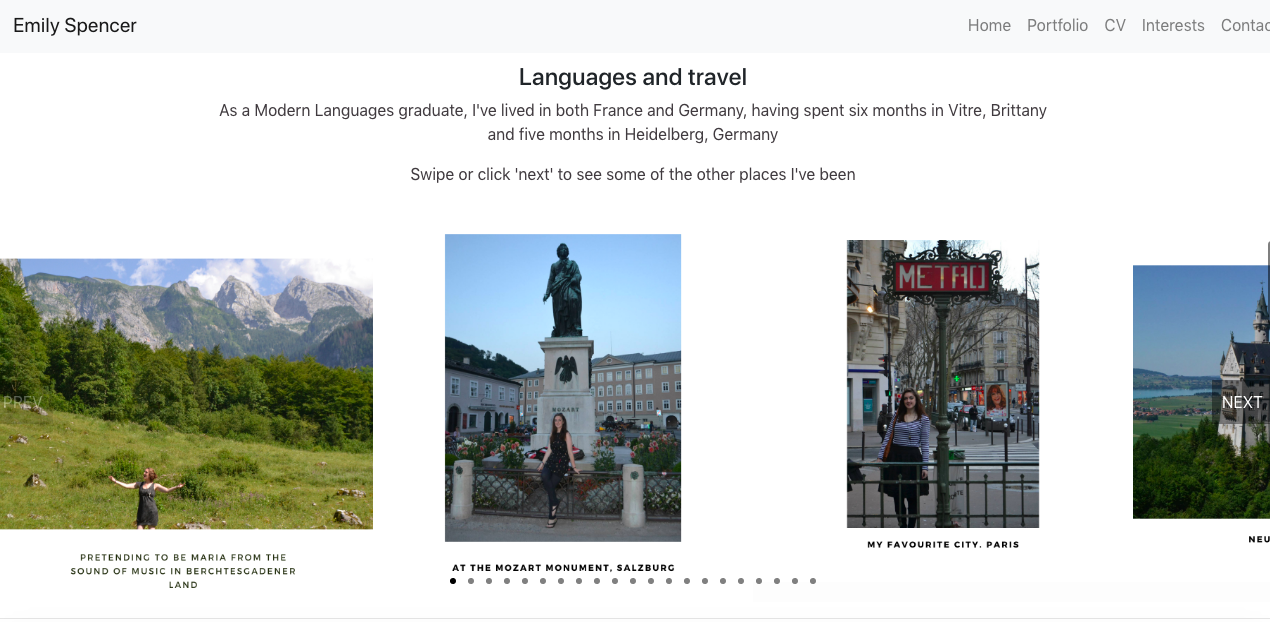 Emily Spencer
Home Portfolio CV Interests Contac
Languages and travel
As a Modern Languages graduate, I've lived in both France and Germany, having spent six months in Vitre, Brittany
and five months in Heidelberg, Germany
Swipe or click 'next' to see some of the other places I've been
METRO
MOZART
PREV
NEXT
PRETENDING TO BE MARIA FROM THE
SOUND OF MUSIC IN BERCHTESGADENER
LAND
AT THE MOZART MONUMENT, SALZBURG
MY FAVOURITE CITY. PARIS
NEU